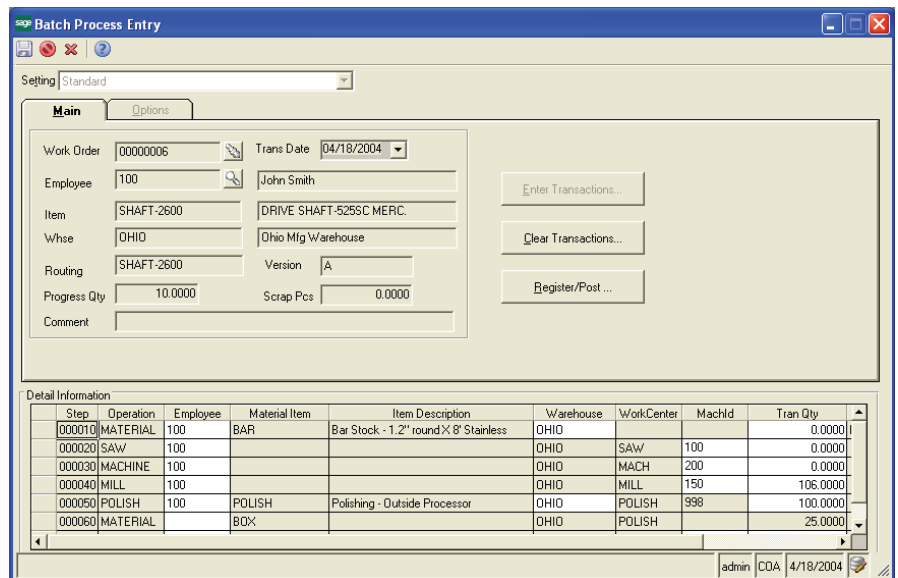 sage Batch Process Entry
Setting Standard
Main Options
Work Order 00000006 Trans Date 04/18/2004
Employee 100 John Smith
Item SHAFT-2600 DRIVE SHAFT-525SC MERC.
Whse OHIO Ohio Mfg Warehouse
Routing SHAFT-2600 Version A
Progress Qty 10.0000 Scrap Pcs 0.0000
Comment
Enter Transactions...
Clear Transactions...
Register/Post ...
Detail Information
Step Operation Employee Material Item Item Description Warehouse WorkCenter MachId Tran Qty
000010 MATERIAL 100 BAR Bar Stock - 1.2" round X 8' Stainless OHIO 0.0000
000020 SAW 100 OHIO SAW 100 0.0000
000030 MACHINE 100 OHIO MACH 200 0.0000
000040 MILL 100 OHIO MILL 150 106.0000
000050 POLISH 100 POLISH Polishing - Outside Processor OHIO POLISH 998 100.0000
000060 MATERIAL BOX OHIO POLISH 25.0000
admin COA 4/18/2004